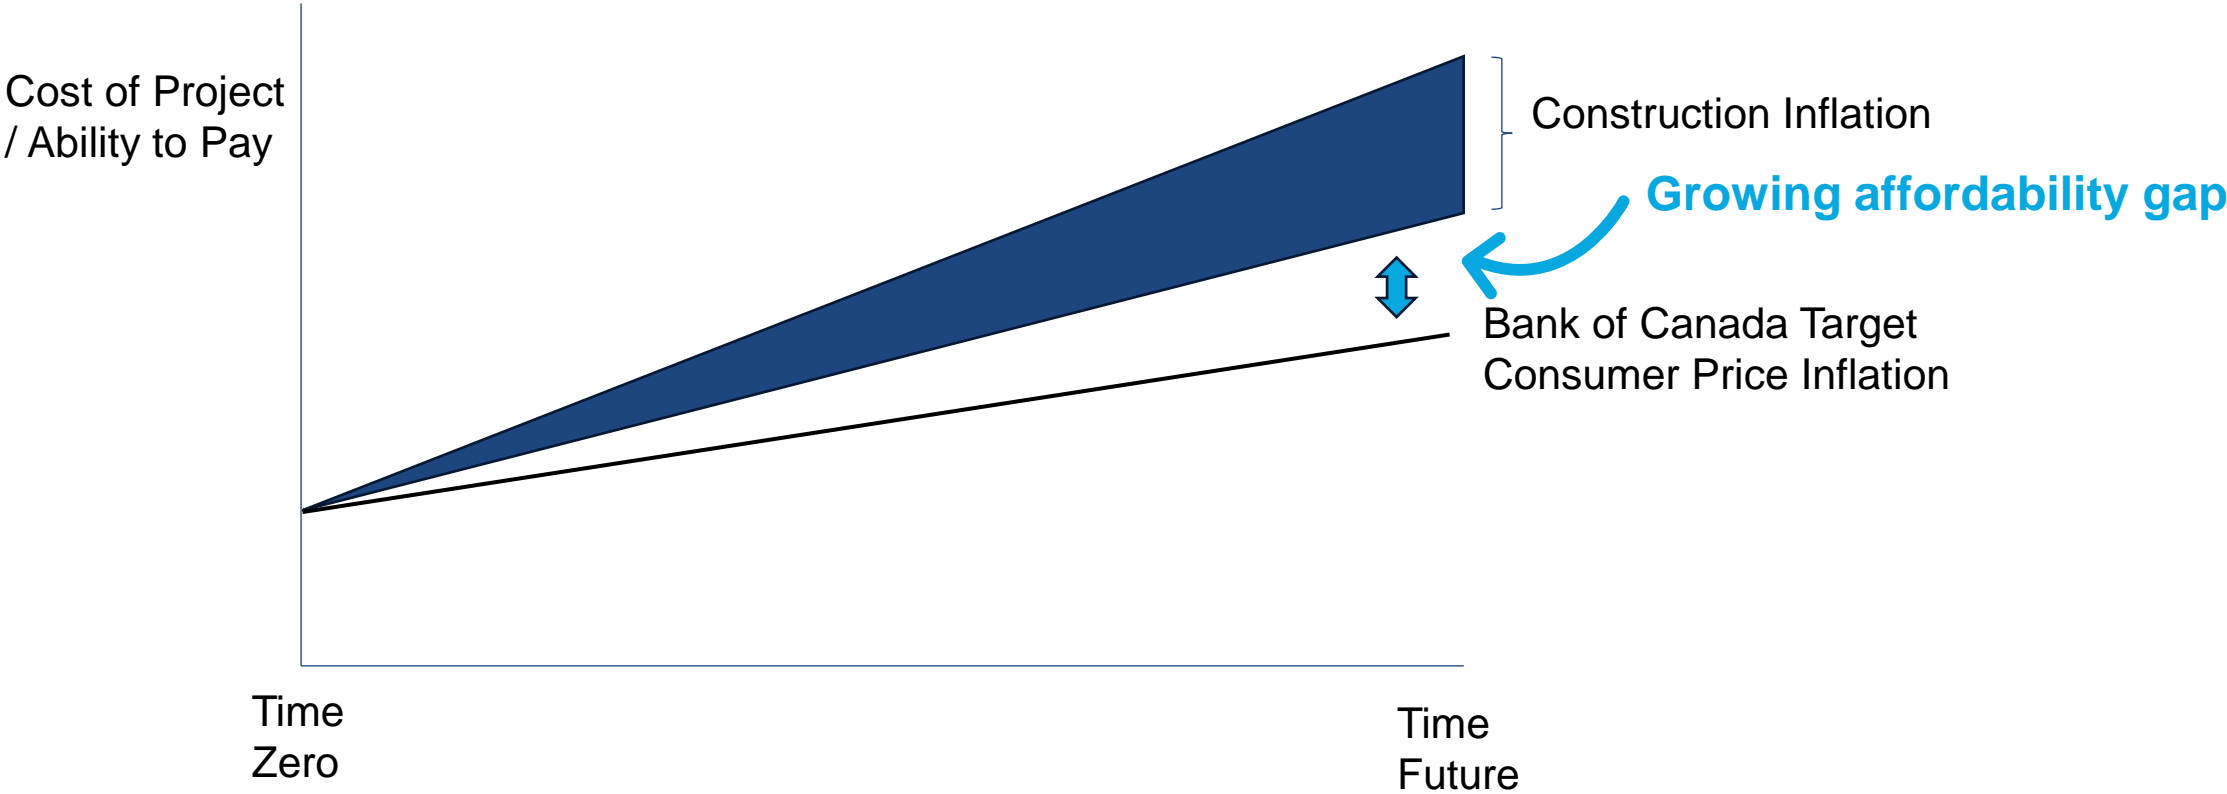 Cost of Project
/ Ability to Pay
Construction Inflation
Growing affordability gap
Bank of Canada Target
Consumer Price Inflation
Time
Zero
Time
Future